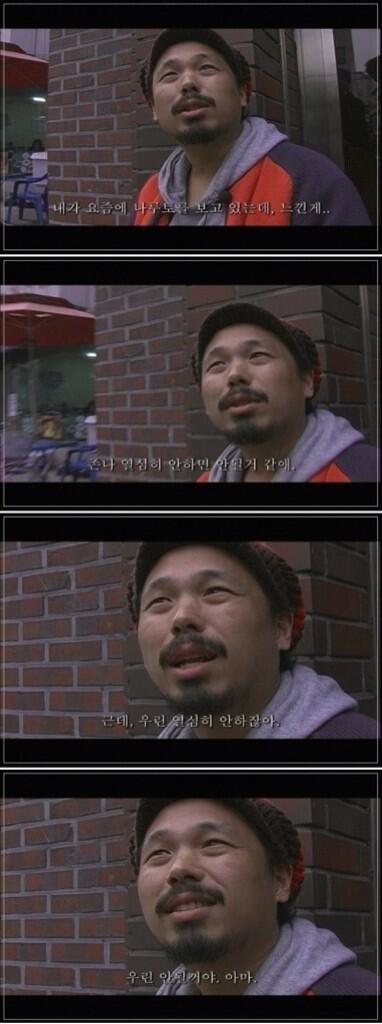 내가 요즘에 나루토를 보고 있는데, 느낀게..
존나 열심히 안하면 안될거 같애.
근데, 우린 열심히 안하잖아.
우린 안될꺼야. 아마.